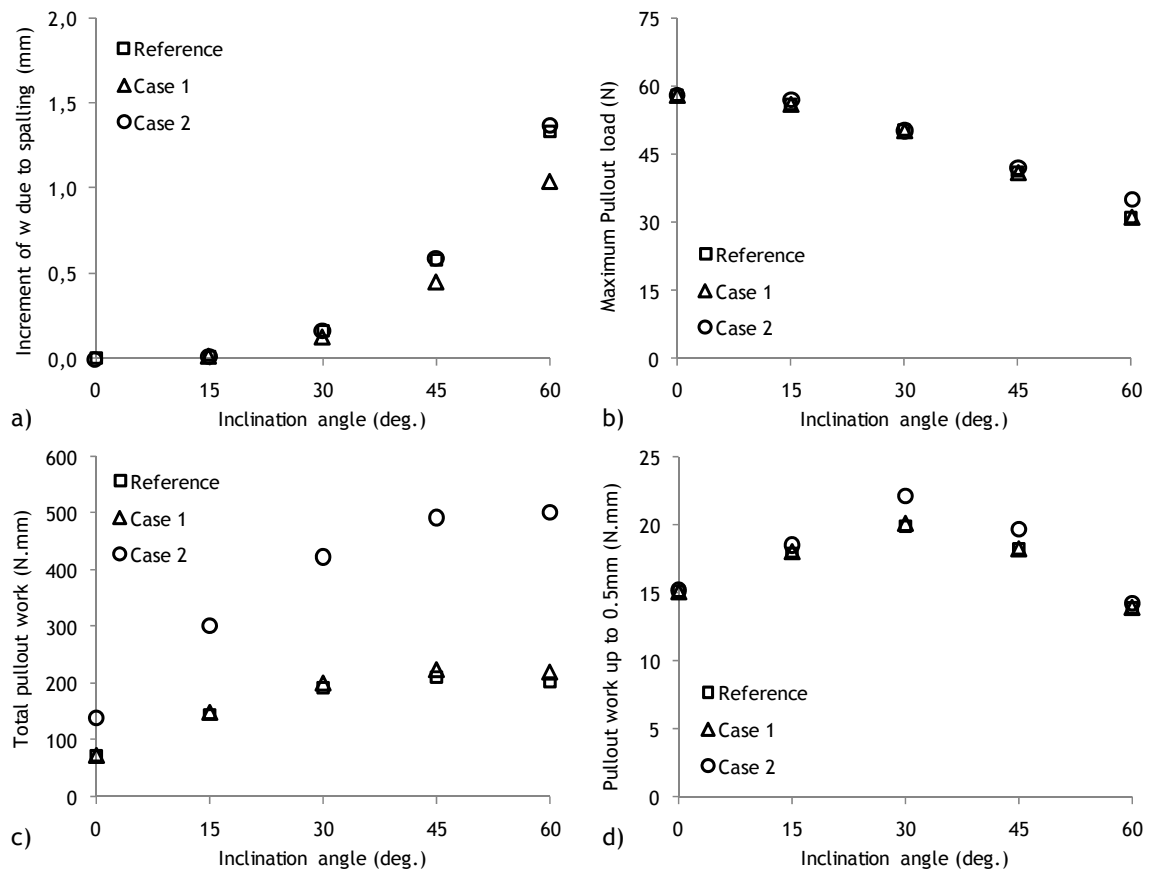 Increment of w due to spalling (mm)
2,0
1,5
1,0
0,5
0,0
Reference
Case 1
Case 2
0 15 30 45 60
a) Inclination angle (deg.)
Maximum Pullout load (N)
75
60
45
30
15
0
Reference
Case 1
Case 2
0 15 30 45 60
b) Inclination angle (deg.)
Total pullout work (N.mm)
600
500
400
300
200
100
0
Reference
Case 1
Case 2
0 15 30 45 60
c) Inclination angle (deg.)
Pullout work up to 0.5mm (N.mm)
25
20
15
10
5
0
Reference
Case 1
Case 2
0 15 30 45 60
d) Inclination angle (deg.)